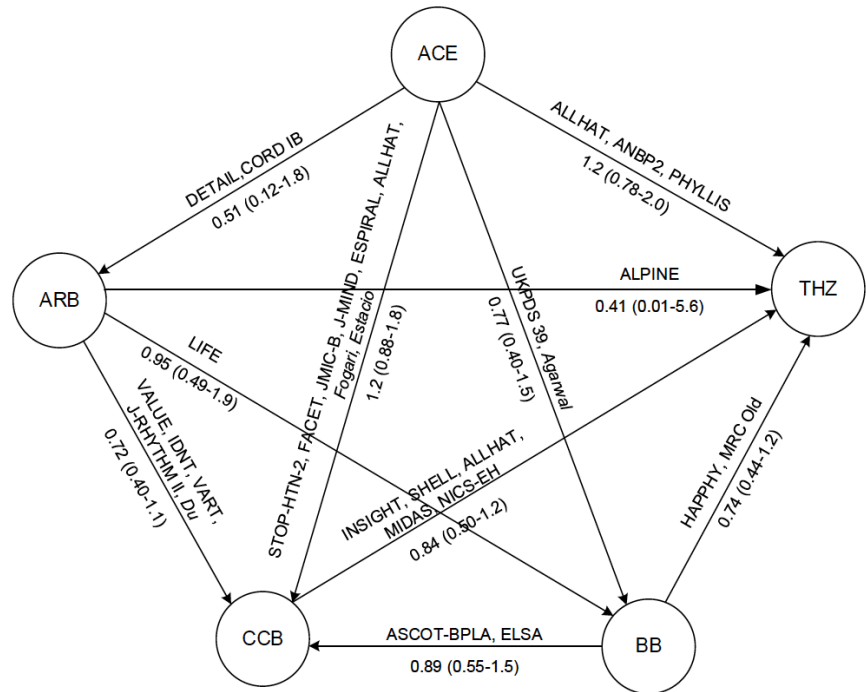 ACE
DETAIL,CORD IB
0.51 (0.12-1.8)
ALLHAT, ANBP2, PHYLLIS
1.2 (0.78-2.0)
ARB
THZ
ALPINE
0.41 (0.01-5.6)
STOP-HTN-2, FACET, JMIC-B, J-MIND, ESPIRAL, ALLHAT,
Fogari, Estacio
1.2 (0.88-1.8)
UKPDS 39, Agarwal
0.77 (0.40-1.5)
LIFE
0.95 (0.49-1.9)
VALUE, IDNT, VART,
J-RHYTHM II, Du
0.72 (0.40-1.1)
INSIGHT, SHELL, ALLHAT,
MIDAS, NICS-EH
0.84 (0.50-1.2)
HAPPHY, MRC Old
0.74 (0.44-1.2)
CCB
ASCOT-BPLA, ELSA
0.89 (0.55-1.5)
BB